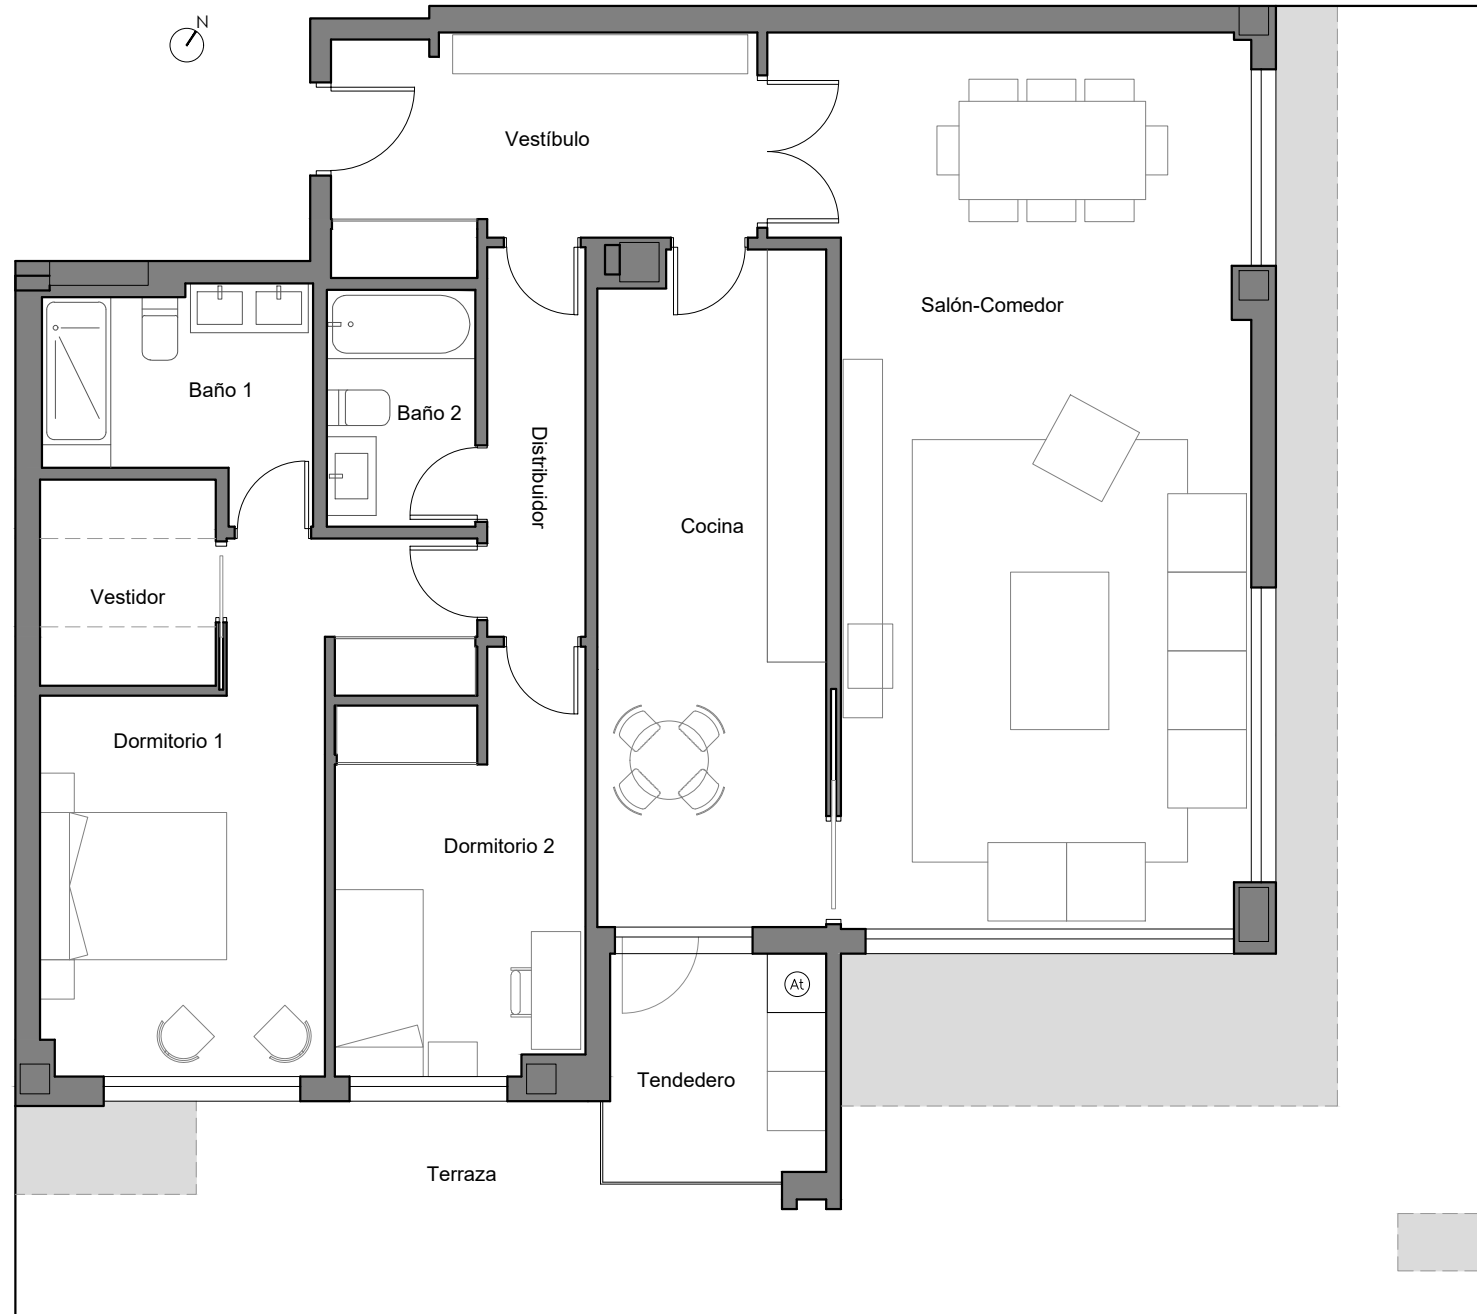 N
Vestíbulo
Salón-Comedor
Baño 1
Baño 2
Distribuidor
Cocina
Vestidor
Dormitorio 1
Dormitorio 2
At
Tendedero
Terraza